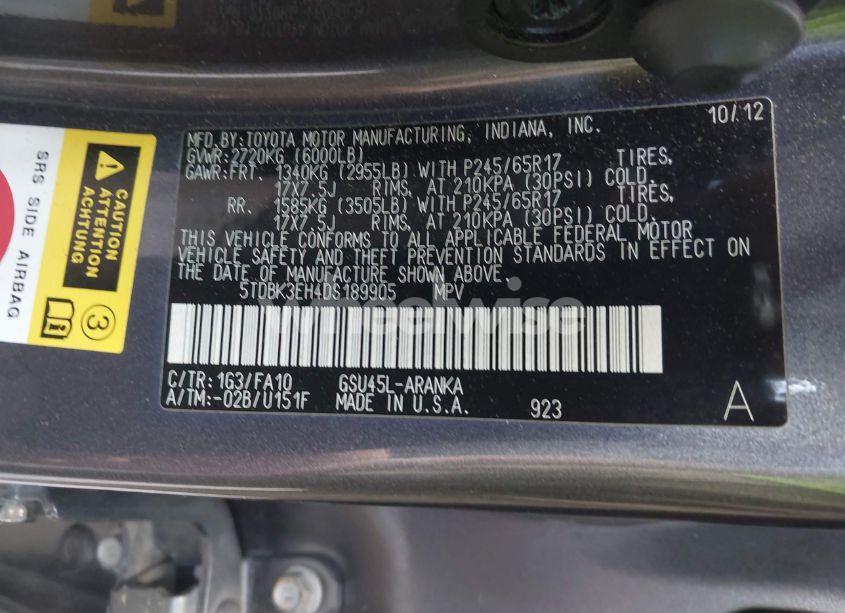 10/12
MFD. BY: TOYOTA MOTOR MANUFACTURING, INDIANA, INC.
GVWR: 2720KG (6000LB)
GAWR: FRT. 1340KG (2955LB) WITH P245/65R17 TIRES,
17X7.5J RIMS, AT 210KPA (30PSI) COLD.
RR. 1585KG (3505LB) WITH P245/65R17 TIRES,
17X7.5J RIMS, AT 210KPA (30PSI) COLD.
THIS VEHICLE CONFORMS TO ALL APPLICABLE FEDERAL MOTOR
VEHICLE SAFETY AND THEFT PREVENTION STANDARDS IN EFFECT ON
THE DATE OF MANUFACTURE SHOWN ABOVE.
5TDBK3EH4DS189905 MPV
C/TR: 1G3/FA10 GSU45L-ARANKA
A/TM: -02B/U151F MADE IN U.S.A. 923 A
SRS SIDE AIRBAG
CAUTION
ATTENTION
ACHTUNG
3
wheelwise